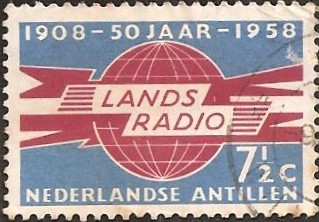 1908-50 JAAR-1958
LANDS
RADIO
7½C
NEDERLANDSE ANTILLEN